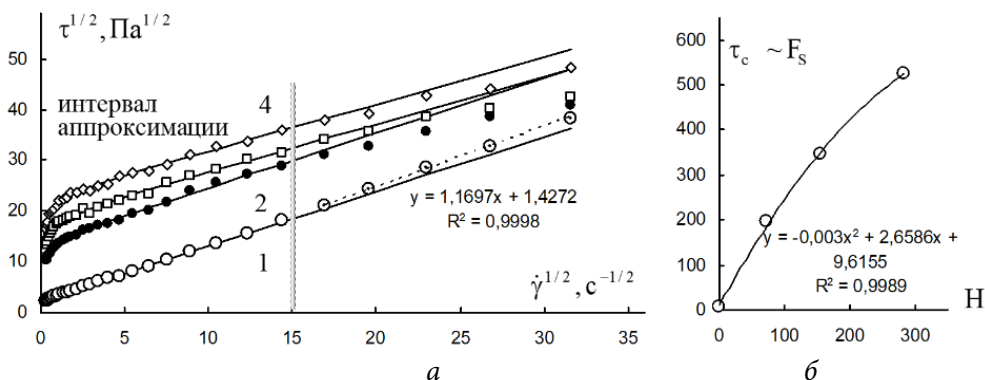 τ^{1/2}, Па^{1/2}
50
40
30
20
10
0
интервал
аппроксимации
4
2
1
y = 1,1697x + 1,4272
R² = 0,9998
γ̇^{1/2}, c^{-1/2}
0 5 10 15 20 25 30 35
а
τ_c ~ F_S
600
500
400
300
200
100
0
y = -0,003x² + 2,6586x +
9,6155
R² = 0,9989
H
0 100 200 300
б